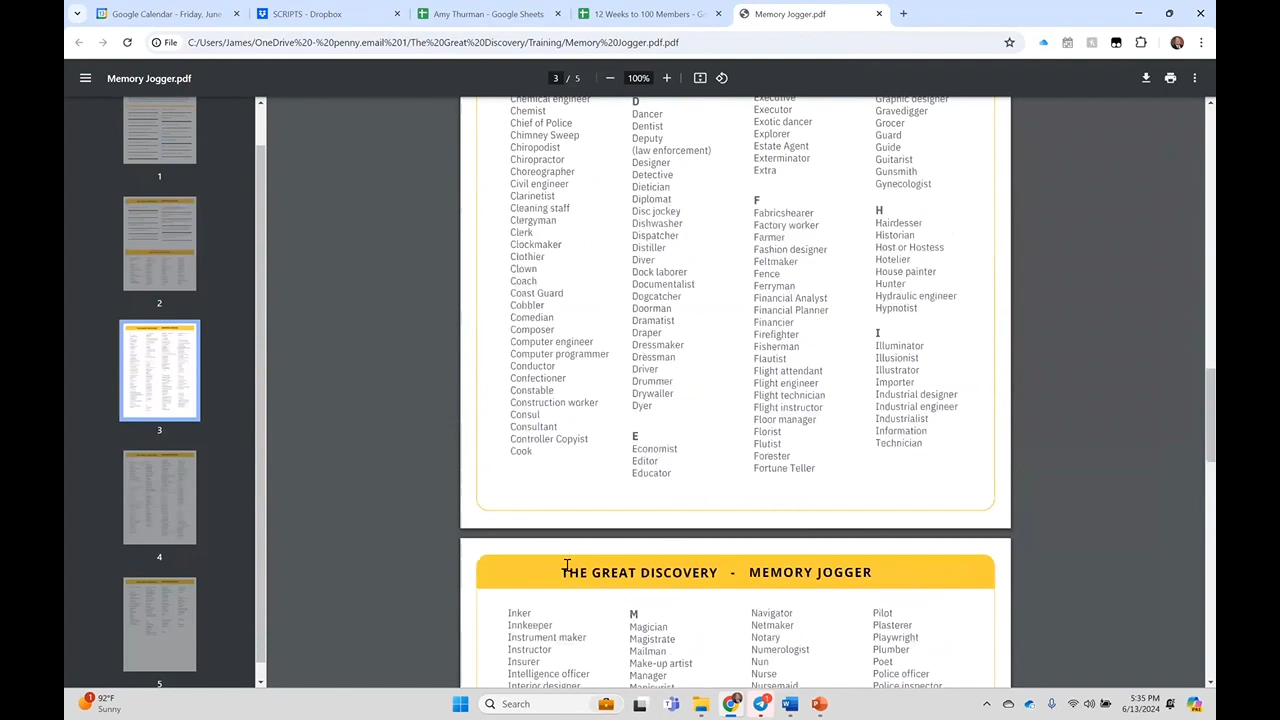 Google Calendar - Friday, June
SCRIPTS - Dropbox
Amy Thurman - Google Sheets
12 Weeks to 100 Members - G
Memory Jogger.pdf
File
C:/Users/James/OneDrive%20-%20penny.email%201/The%20Great%20Discovery/Training/Memory%20Jogger.pdf.pdf
Memory Jogger.pdf
3 / 5
100%
1
2
3
4
5
Chemical engineer
Chemist
Chief of Police
Chimney Sweep
Chiropodist
Chiropractor
Choreographer
Civil engineer
Clarinetist
Cleaning staff
Clergyman
Clerk
Clockmaker
Clothier
Clown
Coach
Coast Guard
Cobbler
Comedian
Composer
Computer engineer
Computer programmer
Conductor
Confectioner
Constable
Construction worker
Consul
Consultant
Controller Copyist
Cook
D
Dancer
Dentist
Deputy
(law enforcement)
Designer
Detective
Dietician
Diplomat
Disc jockey
Dishwasher
Dispatcher
Distiller
Diver
Dock laborer
Documentalist
Dogcatcher
Doorman
Dramatist
Draper
Dressmaker
Dressman
Driver
Drummer
Drywaller
Dyer
E
Economist
Editor
Educator
Executive
Executor
Exotic dancer
Explorer
Estate Agent
Exterminator
Extra
F
Fabricshearer
Factory worker
Farmer
Fashion designer
Feltmaker
Fence
Ferryman
Financial Analyst
Financial Planner
Financier
Firefighter
Fisherman
Flautist
Flight attendant
Flight engineer
Flight technician
Flight instructor
Floor manager
Florist
Flutist
Forester
Fortune Teller
Graphic designer
Gravedigger
Grocer
Guard
Guide
Guitarist
Gunsmith
Gynecologist
H
Hairdesser
Historian
Host or Hostess
Hotelier
House painter
Hunter
Hydraulic engineer
Hypnotist
I
Illuminator
Illusionist
Illustrator
Importer
Industrial designer
Industrial engineer
Industrialist
Information
Technician
THE GREAT DISCOVERY - MEMORY JOGGER
Inker
Innkeeper
Instrument maker
Instructor
Insurer
Intelligence officer
Interior designer
M
Magician
Magistrate
Mailman
Make-up artist
Manager
Manicurist
Navigator
Netmaker
Notary
Numerologist
Nun
Nurse
Nursemaid
Pilot
Plasterer
Playwright
Plumber
Poet
Police officer
Police inspector
1
92°F
Sunny
Search
5:35 PM
6/13/2024